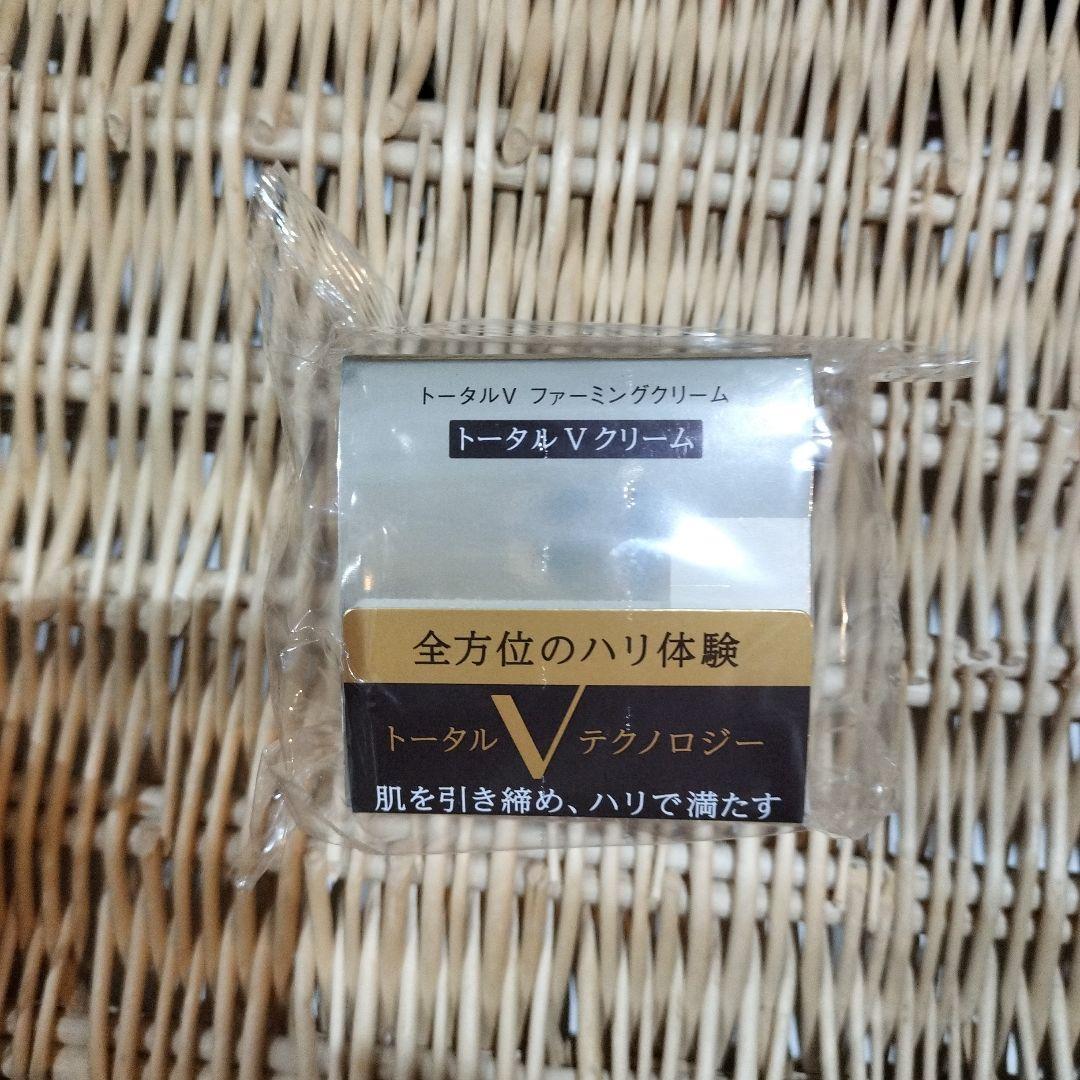 トータルV ファーミングクリーム
トータルVクリーム
全方位のハリ体験
トータルVテクノロジー
肌を引き締め、ハリで満たす